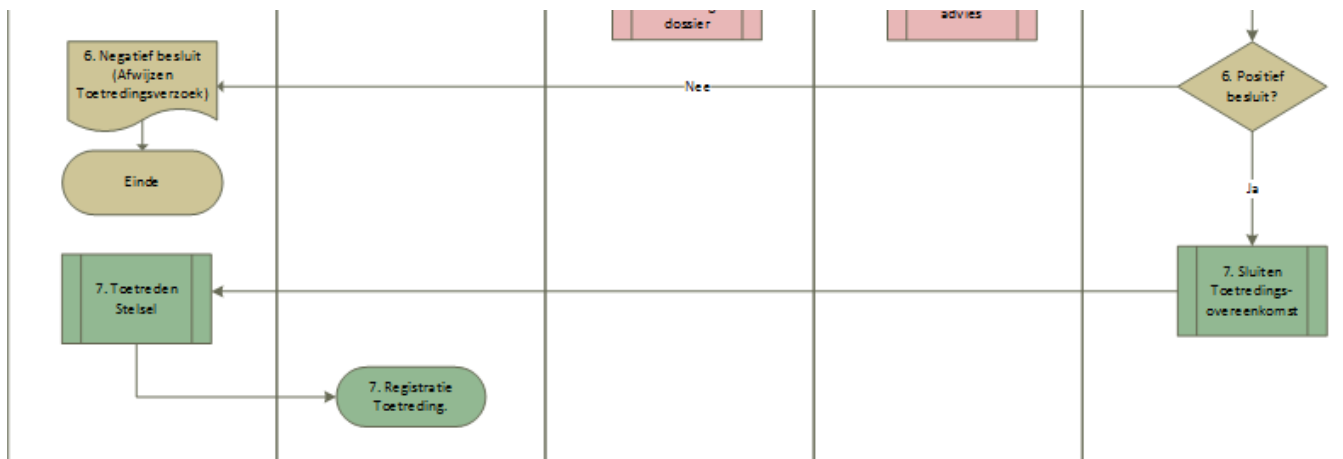 dossier
advies
6. Negatief besluit
(Afwijzen
Toetredingsverzoek)
Nee
6. Positief
besluit?
Einde
Ja
7. Toetreden
Stelsel
7. Sluiten
Toetredings-
overeenkomst
7. Registratie
Toetreding.